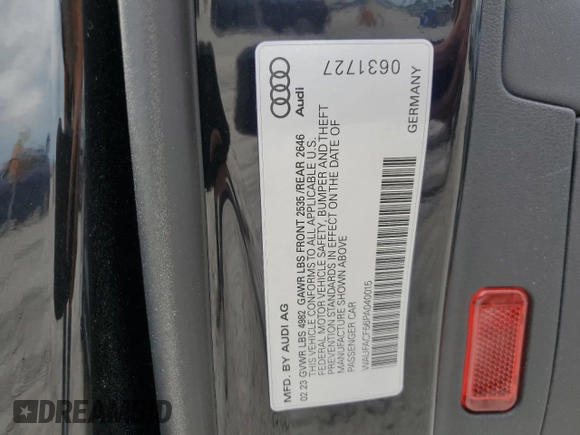 0631727
Audi
GERMANY
MFD. BY AUDI AG
02 23 GVWR LBS 4982 GAWR LBS FRONT 2535 /REAR 2646
THIS VEHICLE CONFORMS TO ALL APPLICABLE U.S.
FEDERAL MOTOR VEHICLE SAFETY, BUMPER AND THEFT
PREVENTION STANDARDS IN EFFECT ON THE DATE OF
MANUFACTURE SHOWN ABOVE
PASSENGER CAR
WAUFACF56PA040015
DREAMBID